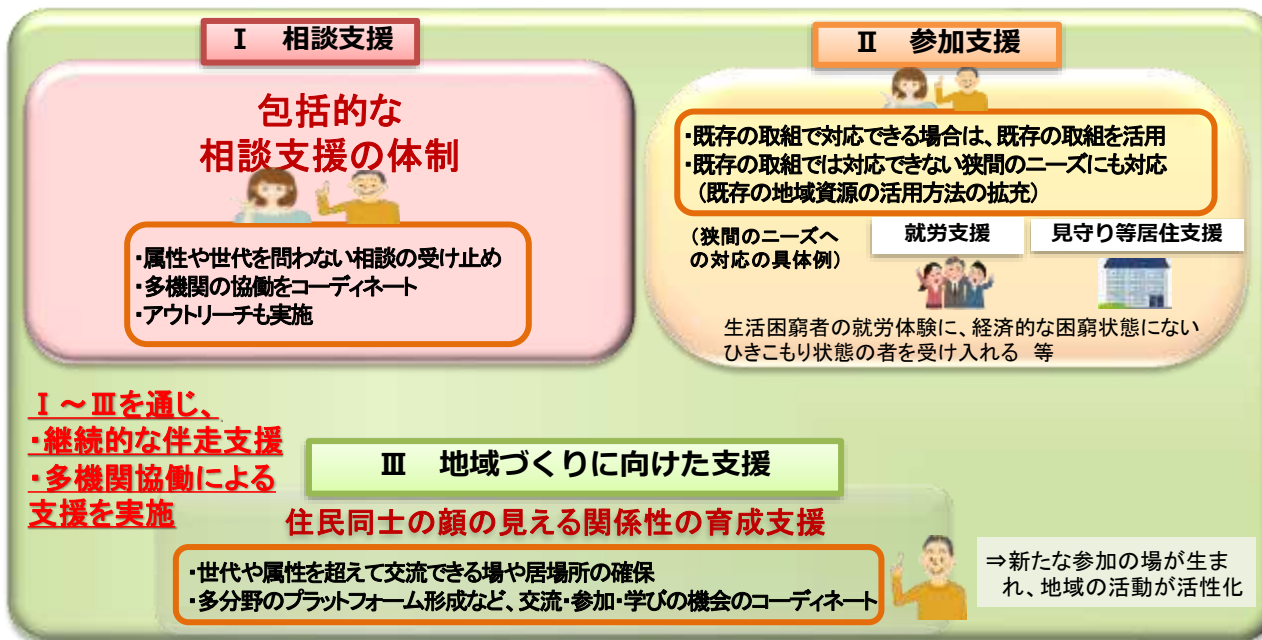 Ⅰ　相談支援
包括的な
相談支援の体制
・属性や世代を問わない相談の受け止め
・多機関の協働をコーディネート
・アウトリーチも実施
Ⅱ　参加支援
・既存の取組で対応できる場合は、既存の取組を活用
・既存の取組では対応できない狭間のニーズにも対応
（既存の地域資源の活用方法の拡充）
（狭間のニーズへ
の対応の具体例）
就労支援
見守り等居住支援
生活困窮者の就労体験に、経済的な困窮状態にない
ひきこもり状態の者を受け入れる　等
Ⅰ～Ⅲを通じ、
・継続的な伴走支援
・多機関協働による
支援を実施
Ⅲ　地域づくりに向けた支援
住民同士の顔の見える関係性の育成支援
・世代や属性を超えて交流できる場や居場所の確保
・多分野のプラットフォーム形成など、交流・参加・学びの機会のコーディネート
⇒新たな参加の場が生ま
れ、地域の活動が活性化